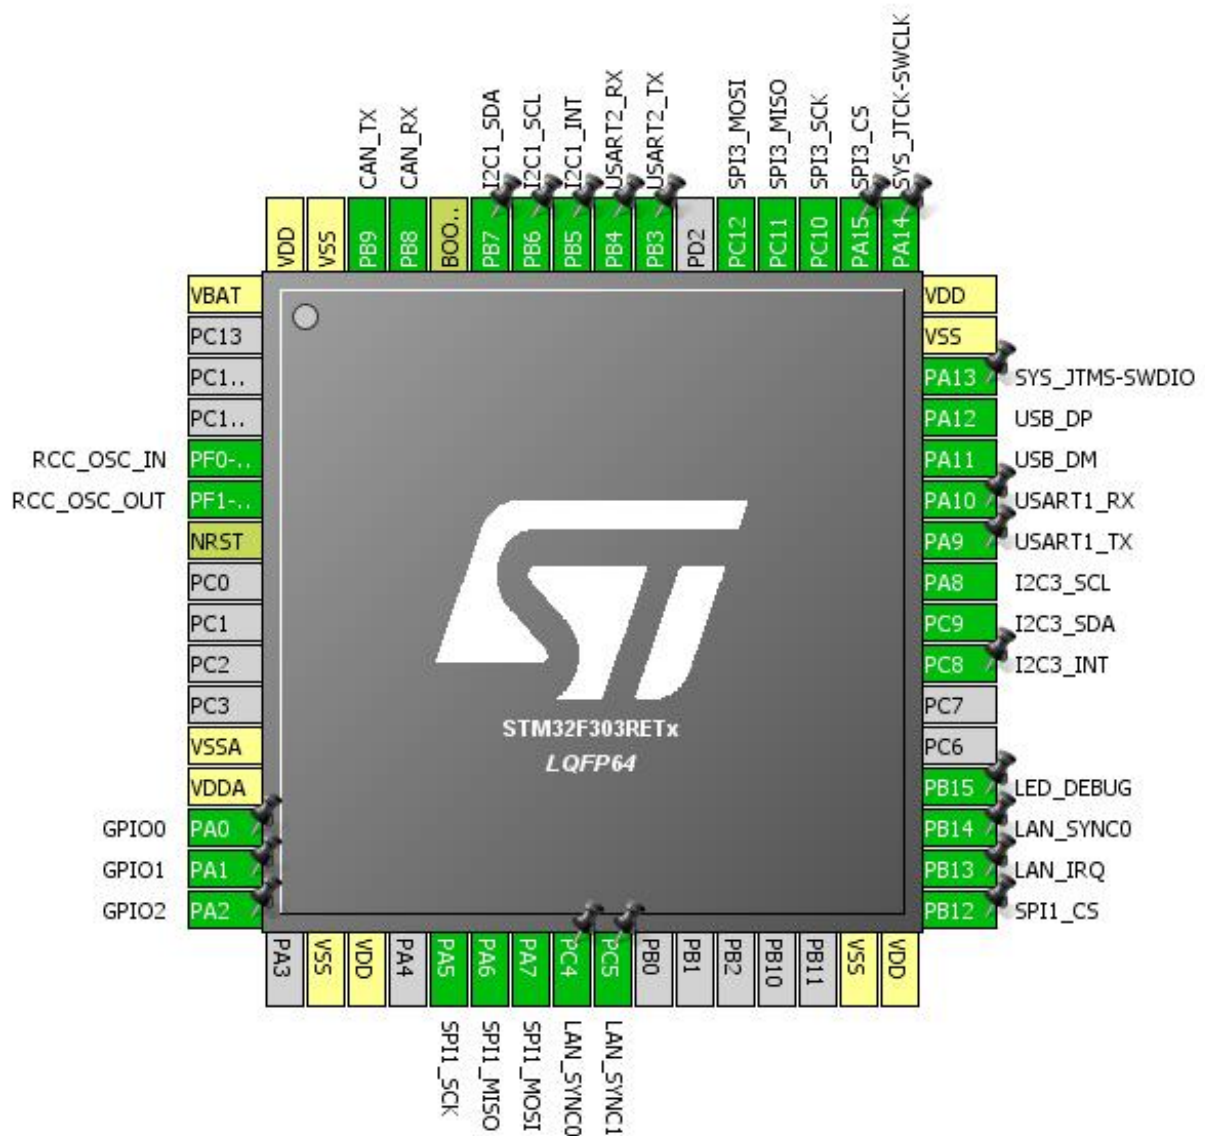 CAN_TX
CAN_RX
I2C1_SDA
I2C1_SCL
I2C1_INT
USART2_RX
USART2_TX
SPI3_MOSI
SPI3_MISO
SPI3_SCK
SPI3_CS
SYS_JTCK-SWCLK
VDD
VSS
PB9
PB8
BOO..
PB7
PB6
PB5
PB4
PB3
PD2
PC12
PC11
PC10
PA15
PA14
VBAT
PC13
PC1..
PC1..
RCC_OSC_IN PF0-..
RCC_OSC_OUT PF1-..
NRST
PC0
PC1
PC2
PC3
VSSA
VDDA
GPIO0 PA0
GPIO1 PA1
GPIO2 PA2
ST
STM32F303RETx
LQFP64
VDD
VSS
PA13 SYS_JTMS-SWDIO
PA12 USB_DP
PA11 USB_DM
PA10 USART1_RX
PA9 USART1_TX
PA8 I2C3_SCL
PC9 I2C3_SDA
PC8 I2C3_INT
PC7
PC6
PB15 LED_DEBUG
PB14 LAN_SYNC0
PB13 LAN_IRQ
PB12 SPI1_CS
PA3
VSS
VDD
PA4
PA5
PA6
PA7
PC4
PC5
PB0
PB1
PB2
PB10
PB11
VSS
VDD
SPI1_SCK
SPI1_MISO
SPI1_MOSI
LAN_SYNC0
LAN_SYNC1